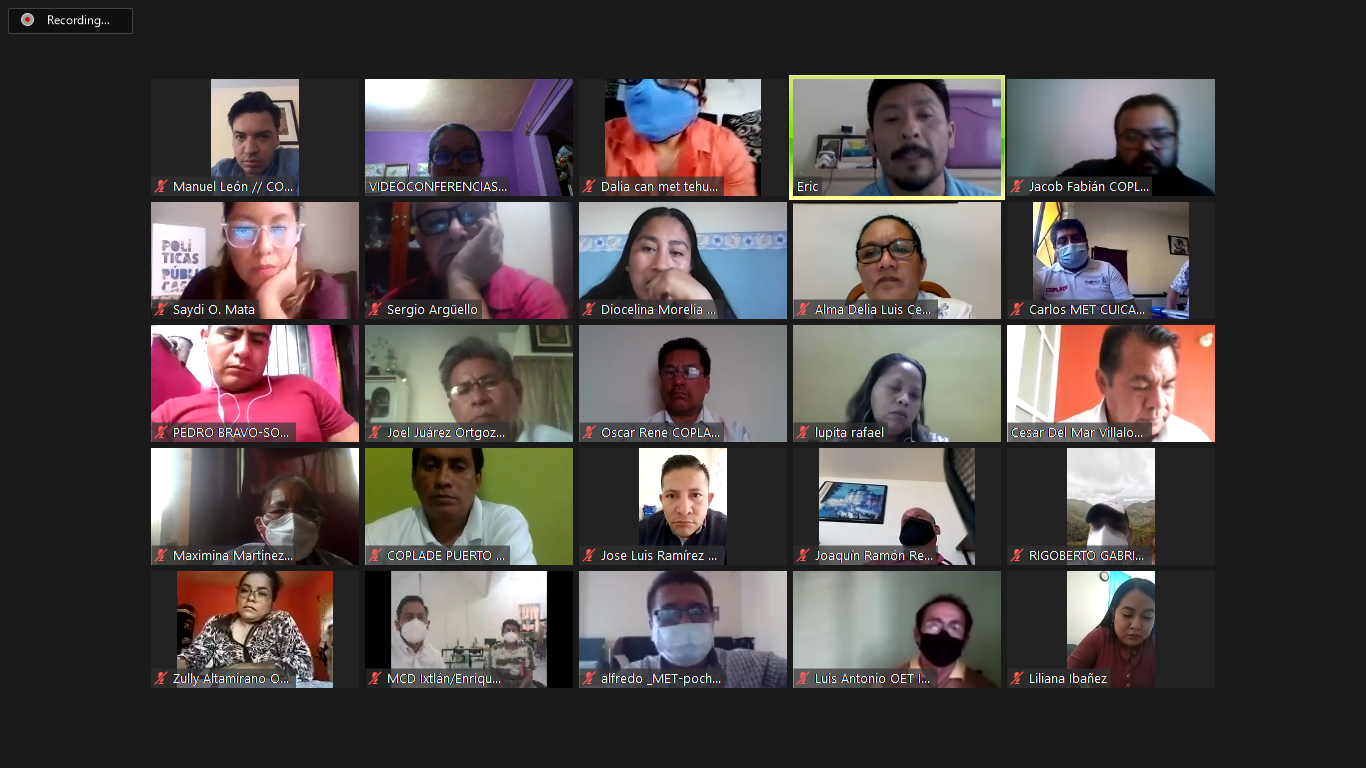 Recording...
Manuel León // CO...
VIDEOCONFERENCIAS...
Dalia can met tehu...
Eric
Jacob Fabián COPL...
POLÍ
TICAS
PÚBLI
CAS
Saydi O. Mata
Sergio Argüello
Diocelina Morelia ...
Alma Delia Luis Ce...
COPLADE
Carlos MET CUICA...
PEDRO BRAVO-SO...
Joel Juárez Ortgoz...
Oscar Rene COPLA...
lupita rafael
Cesar Del Mar Villalo...
Maximina Martinez...
COPLADE PUERTO ...
Jose Luis Ramírez ...
Joaquín Ramón Re...
RIGOBERTO GABRI...
Zully Altamirano O...
MCD Ixtlán/Enriqu...
alfredo _MET-poch...
Luis Antonio OET I...
Liliana Ibañez